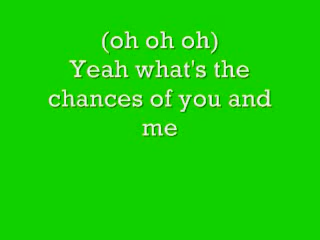 (oh oh oh)
Yeah what's the
chances of you and
me